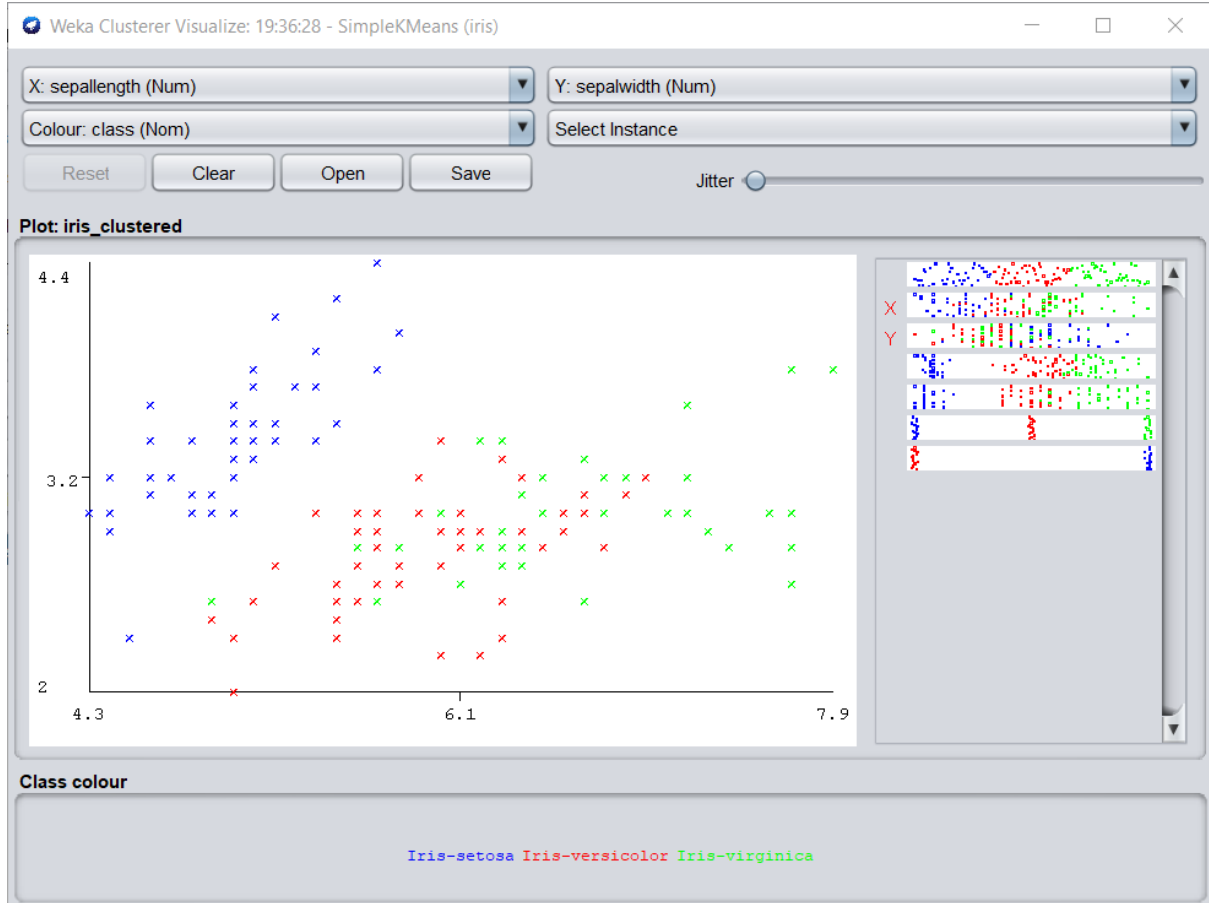 Weka Clusterer Visualize: 19:36:28 - SimpleKMeans (iris)
X: sepallength (Num) Y: sepalwidth (Num)
Colour: class (Nom) Select Instance
Reset Clear Open Save Jitter
Plot: iris_clustered
4.4
X
Y
3.2
2
4.3 6.1 7.9
Class colour
Iris-setosa Iris-versicolor Iris-virginica